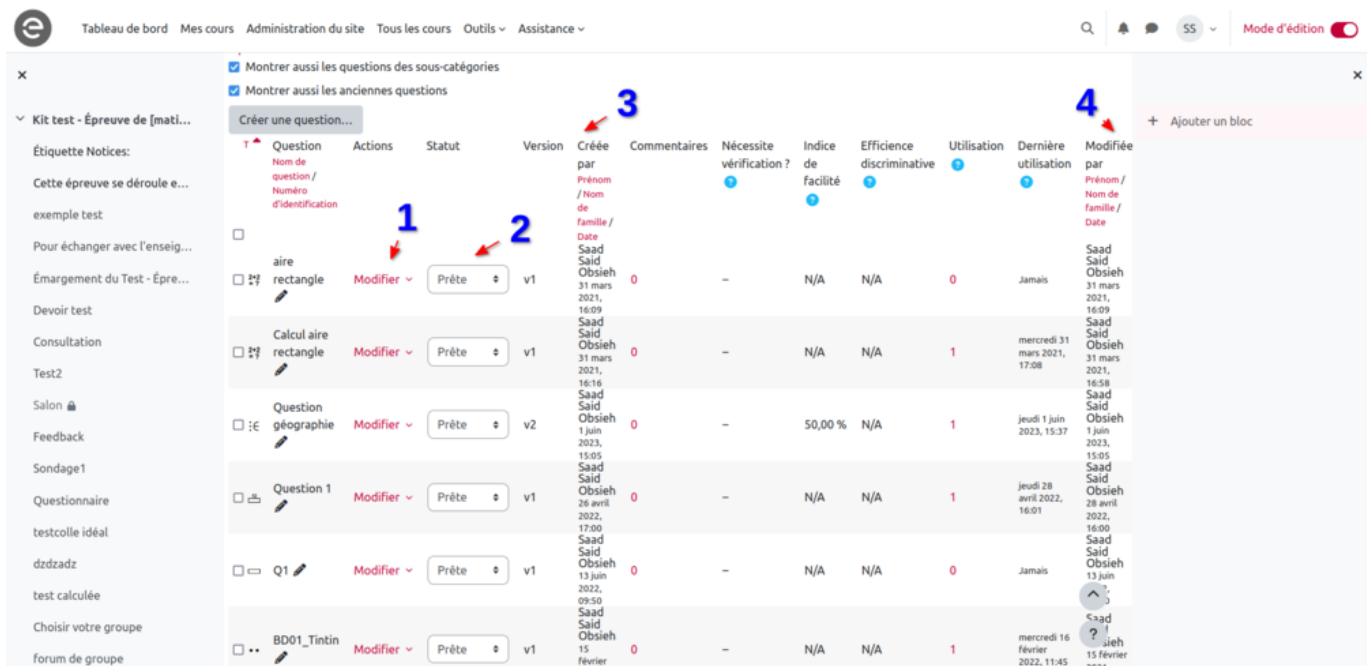 e
Tableau de bord Mes cours Administration du site Tous les cours Outils Assistance
SS
Mode d'édition
Kit test - Épreuve de [mati...
Étiquette Notices:
Cette épreuve se déroule e...
exemple test
Pour échanger avec l'enseig...
Émargement du Test - Épre...
Devoir test
Consultation
Test2
Salon
Feedback
Sondage1
Questionnaire
testcolle idéal
dzdzadz
test calculée
Choisir votre groupe
forum de groupe
Montrer aussi les questions des sous-catégories
Montrer aussi les anciennes questions
Créer une question...
3
4
T
Question
Nom de
question /
Numéro
d'identification
Actions
Statut
Version
Créée
par
Prénom
/ Nom
de
famille /
Date
Commentaires
Nécessite
vérification ?
?
Indice
de
facilité
?
Efficience
discriminative
?
Utilisation
?
Dernière
utilisation
?
Modifiée
par
Prénom /
Nom de
famille /
Date
1
2
aire
rectangle
Modifier
Prête
v1
Saad
Said
Obsieh
31 mars
2021,
16:09
0
–
N/A
N/A
0
Jamais
Saad
Said
Obsieh
31 mars
2021,
16:09
Calcul aire
rectangle
Modifier
Prête
v1
Saad
Said
Obsieh
31 mars
2021,
16:16
0
–
N/A
N/A
1
mercredi 31
mars 2021,
17:08
Saad
Said
Obsieh
31 mars
2021,
16:58
Question
géographie
Modifier
Prête
v2
Saad
Said
Obsieh
1 juin
2023,
15:05
0
–
50,00 %
N/A
1
jeudi 1 juin
2023, 15:37
Saad
Said
Obsieh
1 juin
2023,
15:05
Question 1
Modifier
Prête
v1
Saad
Said
Obsieh
26 avril
2022,
17:00
0
–
N/A
N/A
1
jeudi 28
avril 2022,
16:01
Saad
Said
Obsieh
28 avril
2022,
16:00
Q1
Modifier
Prête
v1
Saad
Said
Obsieh
13 juin
2022,
09:50
0
–
N/A
N/A
0
Jamais
Saad
Said
Obsieh
13 juin
BD01_Tintin
Modifier
Prête
v1
Saad
Said
Obsieh
15
février
0
–
N/A
N/A
1
mercredi 16
février
2022, 11:45
15 février
?
Ajouter un bloc